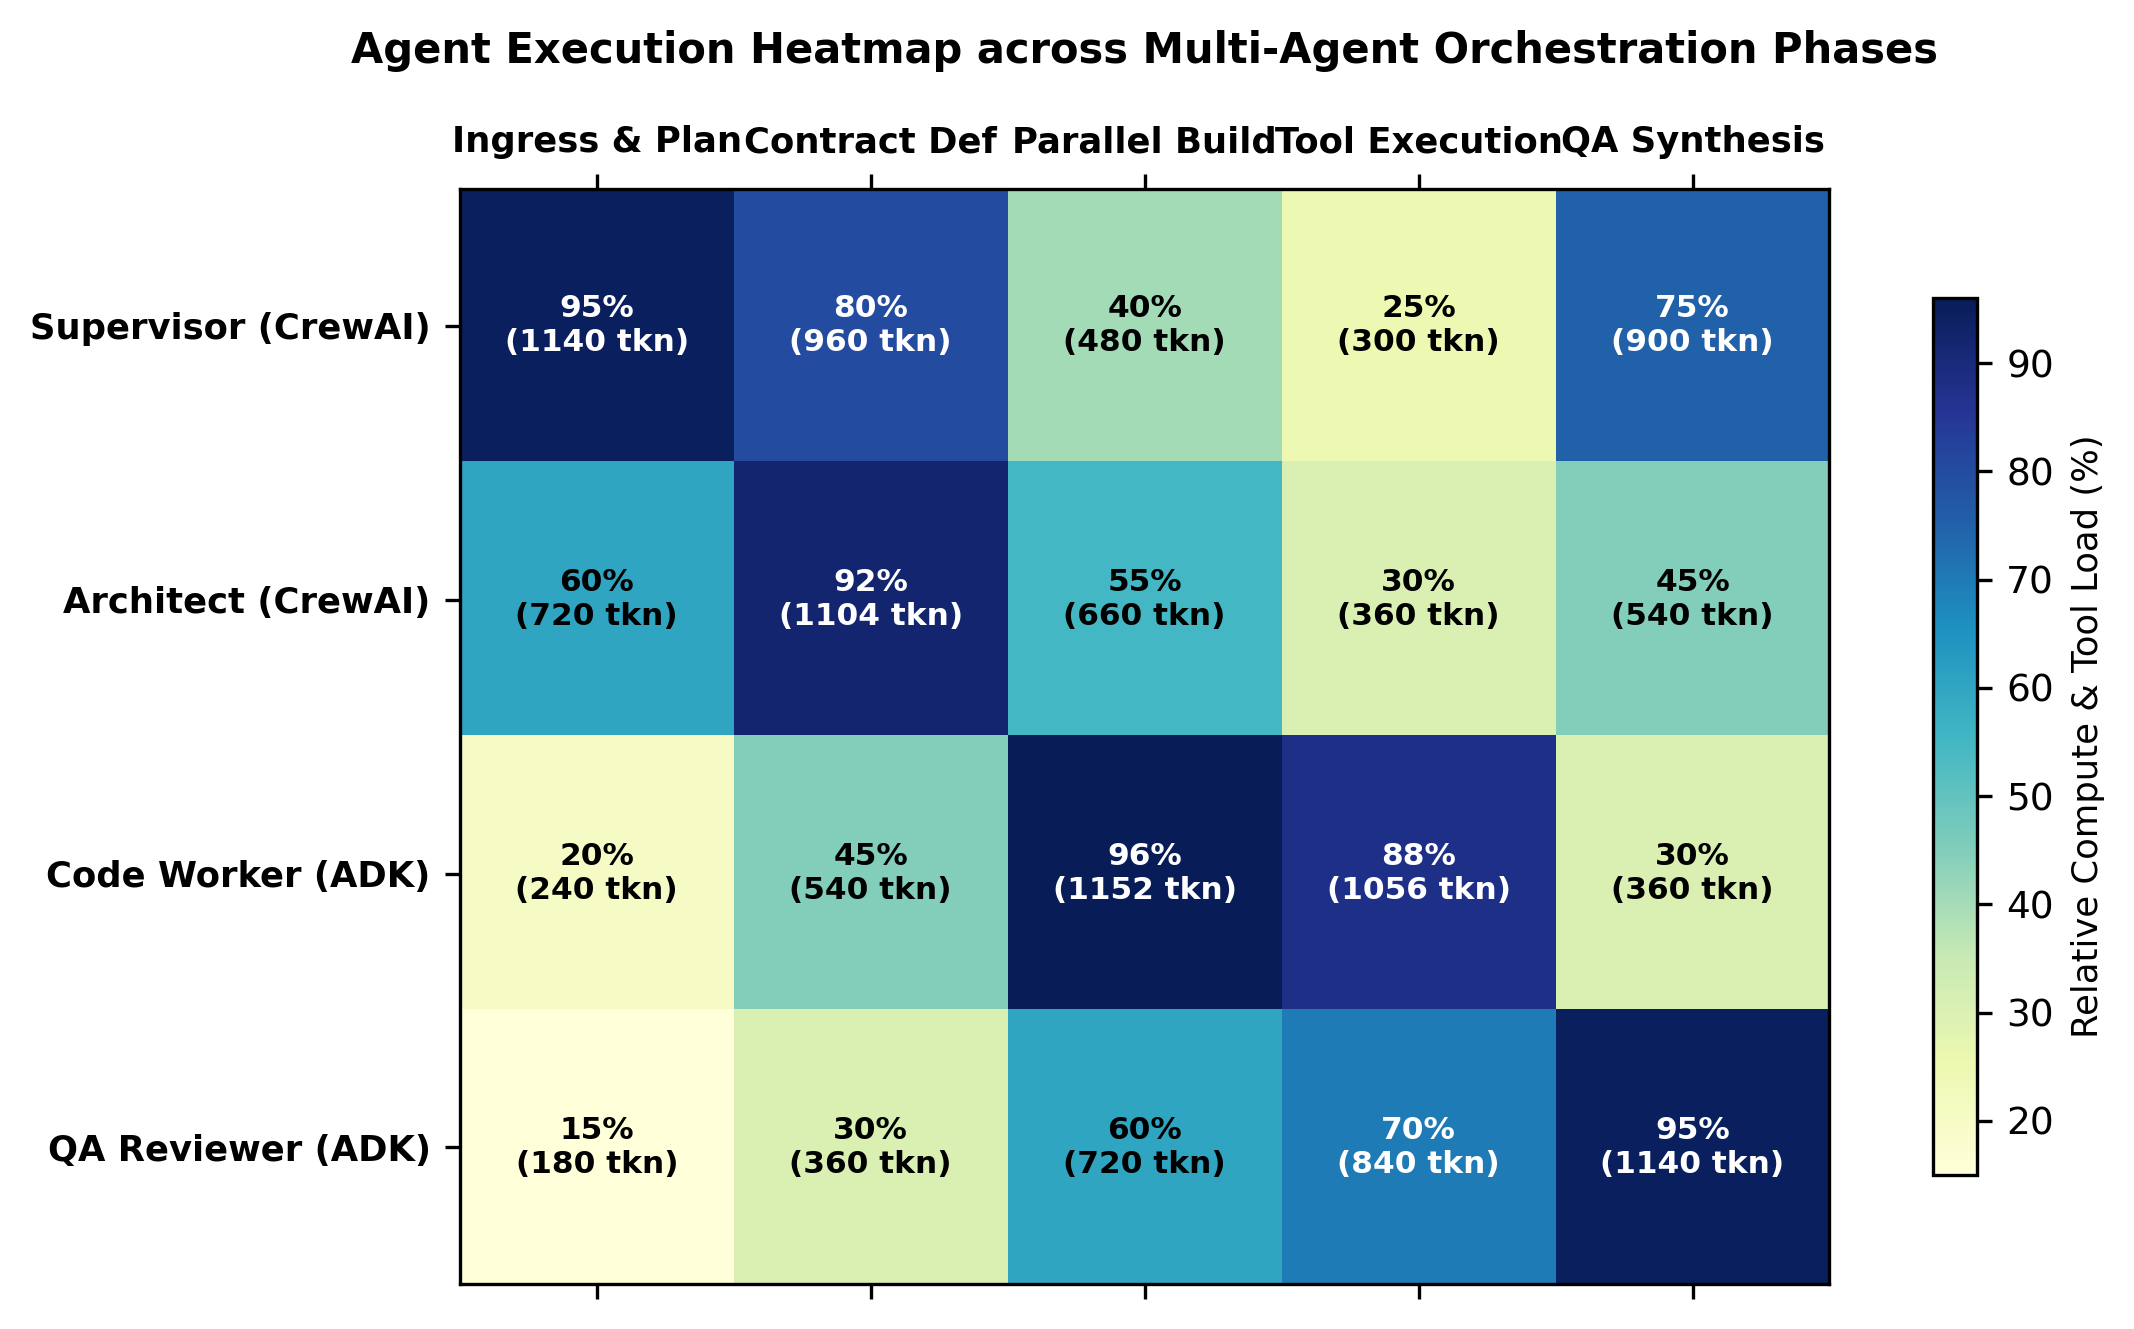 Agent Execution Heatmap across Multi-Agent Orchestration Phases
Ingress & Plan Contract Def Parallel Build Tool Execution QA Synthesis
Supervisor (CrewAI)
95% 80% 40% 25% 75%
(1140 tkn) (960 tkn) (480 tkn) (300 tkn) (900 tkn)
Architect (CrewAI)
60% 92% 55% 30% 45%
(720 tkn) (1104 tkn) (660 tkn) (360 tkn) (540 tkn)
Code Worker (ADK)
20% 45% 96% 88% 30%
(240 tkn) (540 tkn) (1152 tkn) (1056 tkn) (360 tkn)
QA Reviewer (ADK)
15% 30% 60% 70% 95%
(180 tkn) (360 tkn) (720 tkn) (840 tkn) (1140 tkn)
90
80
70
60
50
40
30
20
Relative Compute & Tool Load (%)